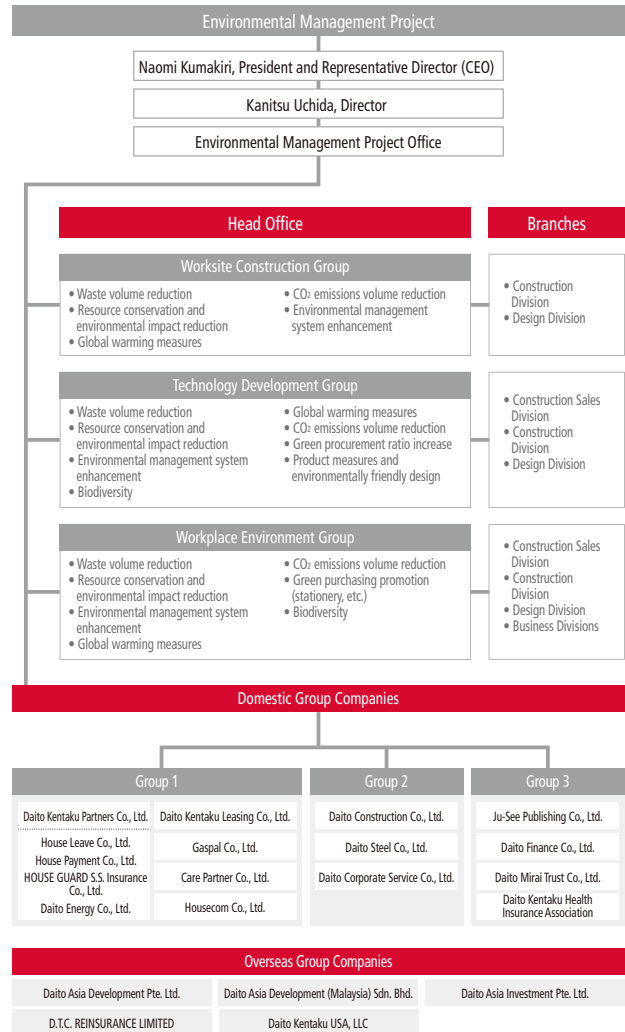 Environmental Management Project
Naomi Kumakiri, President and Representative Director (CEO)
Kanitsu Uchida, Director
Environmental Management Project Office
Head Office
Branches
Worksite Construction Group
• Waste volume reduction
• Resource conservation and
environmental impact reduction
• Global warming measures
• CO2 emissions volume reduction
• Environmental management
system enhancement
• Construction
Division
• Design Division
Technology Development Group
• Waste volume reduction
• Resource conservation and
environmental impact reduction
• Environmental management system
enhancement
• Biodiversity
• Global warming measures
• CO2 emissions volume reduction
• Green procurement ratio increase
• Product measures and
environmentally friendly design
• Construction Sales
Division
• Construction
Division
• Design Division
Workplace Environment Group
• Waste volume reduction
• Resource conservation and
environmental impact reduction
• Environmental management system
enhancement
• Global warming measures
• CO2 emissions volume reduction
• Green purchasing promotion
(stationery, etc.)
• Biodiversity
• Construction Sales
Division
• Construction
Division
• Design Division
• Business Divisions
Domestic Group Companies
Group 1
Daito Kentaku Partners Co., Ltd.
House Leave Co., Ltd.
House Payment Co., Ltd.
HOUSE GUARD S.S. Insurance
Co., Ltd.
Daito Energy Co., Ltd.
Daito Kentaku Leasing Co., Ltd.
Gaspal Co., Ltd.
Care Partner Co., Ltd.
Housecom Co., Ltd.
Group 2
Daito Construction Co., Ltd.
Daito Steel Co., Ltd.
Daito Corporate Service Co., Ltd.
Group 3
Ju-See Publishing Co., Ltd.
Daito Finance Co., Ltd.
Daito Mirai Trust Co., Ltd.
Daito Kentaku Health
Insurance Association
Overseas Group Companies
Daito Asia Development Pte. Ltd.
Daito Asia Development (Malaysia) Sdn. Bhd.
Daito Asia Investment Pte. Ltd.
D.T.C. REINSURANCE LIMITED
Daito Kentaku USA, LLC